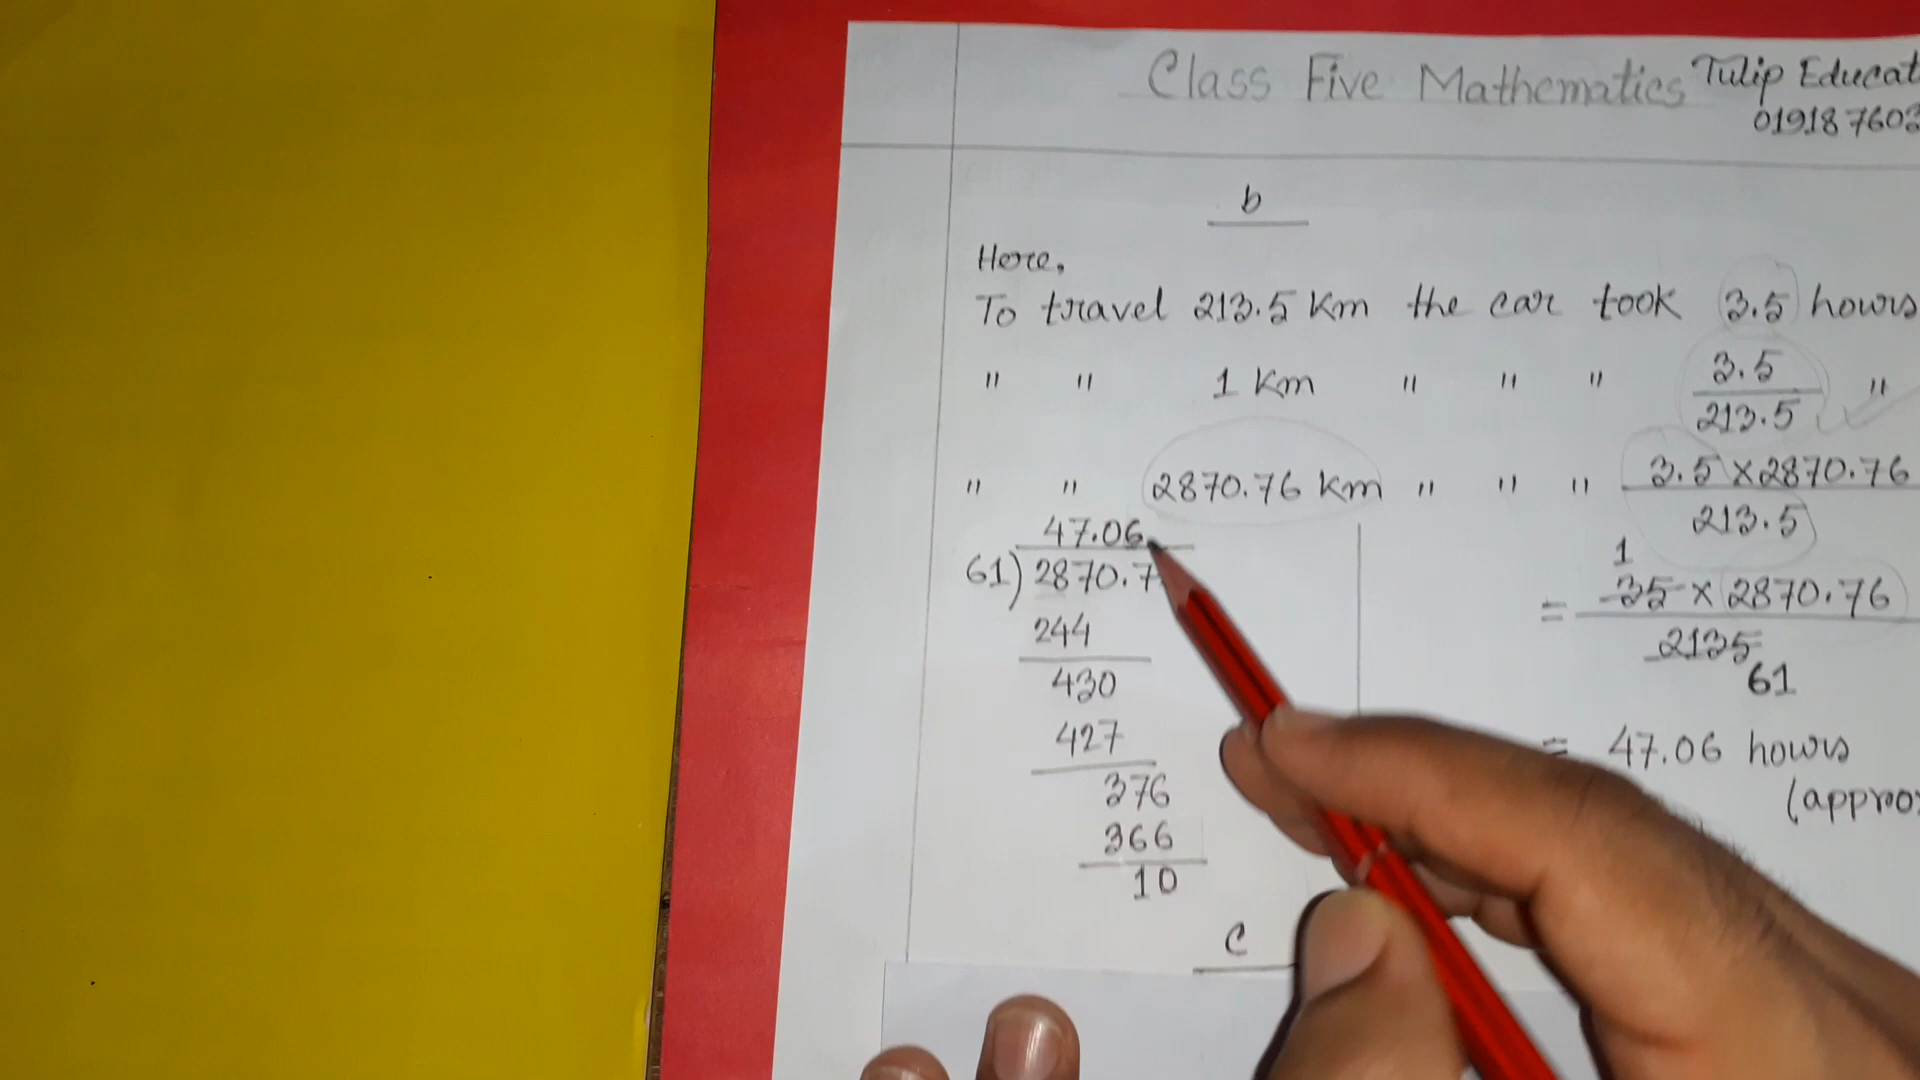 Class Five Mathematics Tulip Educat
01918 7603
b
Here,
To travel 213.5 Km the car took 3.5 hours
" " 1 Km " " " 3.5/213.5 "
" " 2870.76 Km " " " 3.5 × 2870.76/213.5
47.06
61) 2870.7
244
430
427
376
366
10
1
= 35 × 2870.76/2135
61
= 47.06 hours
(appro
c